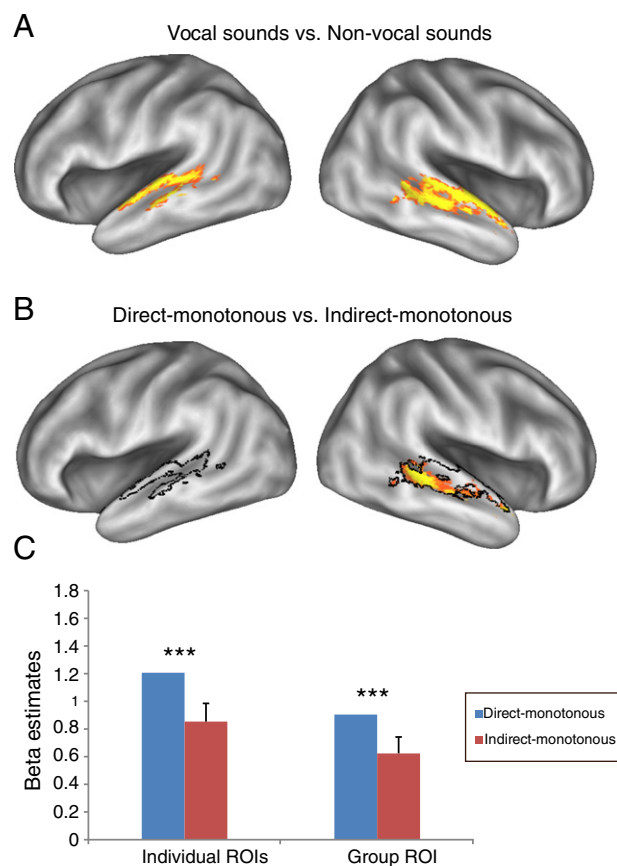 A
Vocal sounds vs. Non-vocal sounds
B
Direct-monotonous vs. Indirect-monotonous
C
Beta estimates
1.8
1.6
1.4
1.2
1
0.8
0.6
0.4
0.2
0
***
***
Individual ROIs
Group ROI
Direct-monotonous
Indirect-monotonous